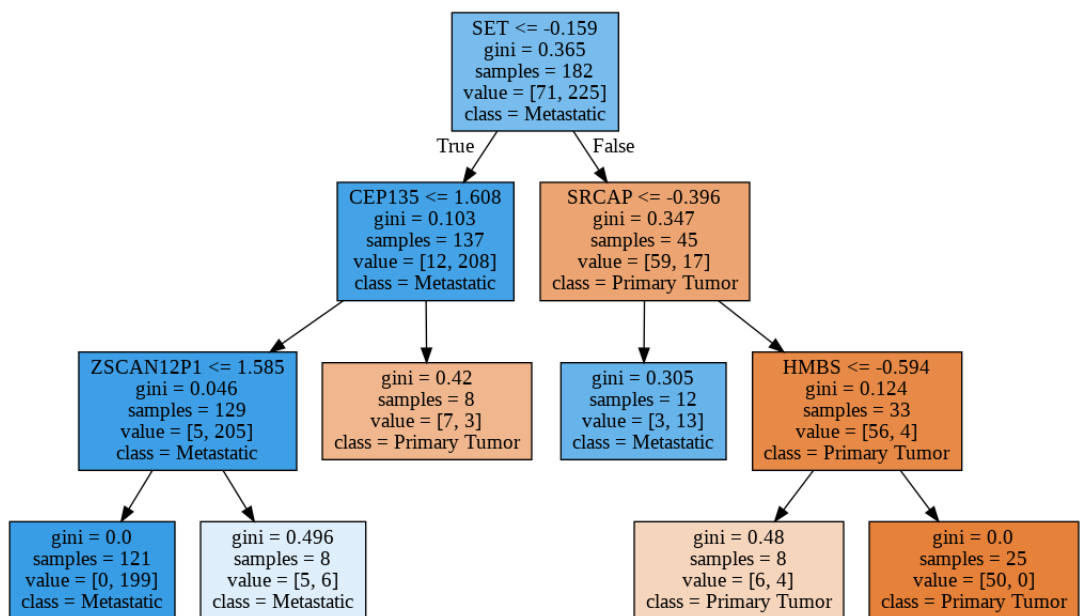 SET <= -0.159
gini = 0.365
samples = 182
value = [71, 225]
class = Metastatic
True
False
CEP135 <= 1.608
gini = 0.103
samples = 137
value = [12, 208]
class = Metastatic
SRCAP <= -0.396
gini = 0.347
samples = 45
value = [59, 17]
class = Primary Tumor
ZSCAN12P1 <= 1.585
gini = 0.046
samples = 129
value = [5, 205]
class = Metastatic
gini = 0.42
samples = 8
value = [7, 3]
class = Primary Tumor
gini = 0.305
samples = 12
value = [3, 13]
class = Metastatic
HMBS <= -0.594
gini = 0.124
samples = 33
value = [56, 4]
class = Primary Tumor
gini = 0.0
samples = 121
value = [0, 199]
class = Metastatic
gini = 0.496
samples = 8
value = [5, 6]
class = Metastatic
gini = 0.48
samples = 8
value = [6, 4]
class = Primary Tumor
gini = 0.0
samples = 25
value = [50, 0]
class = Primary Tumor